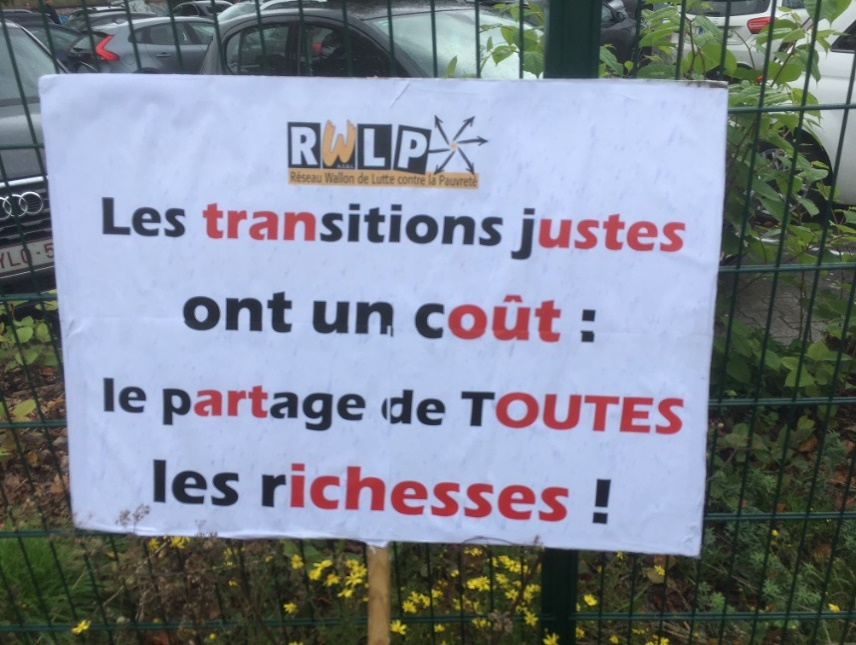 RWLP
Réseau Wallon de Lutte contre la Pauvreté
Les transitions justes
ont un coût :
le partage de TOUTES
les richesses !